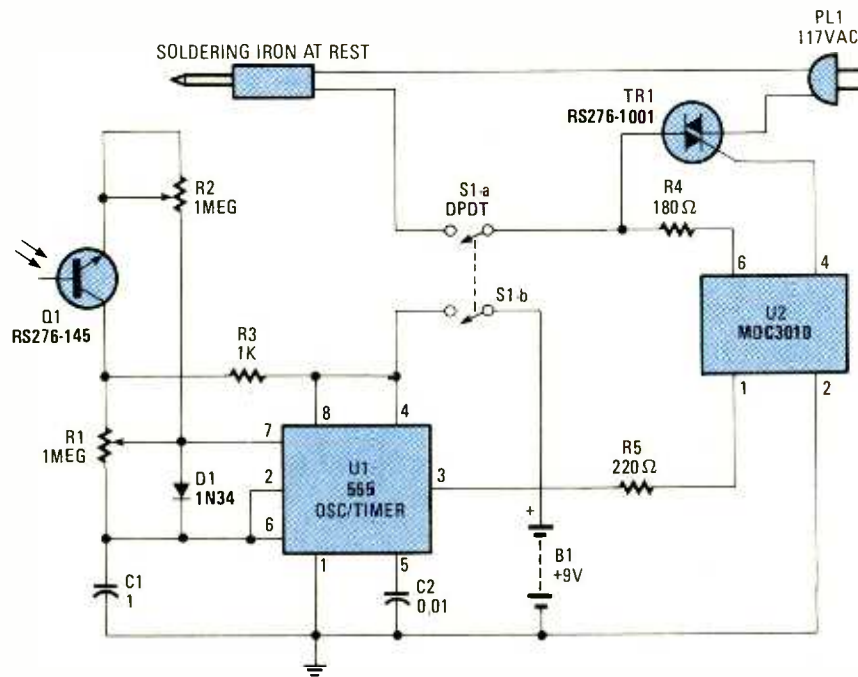 PL1
117VAC
SOLDERING IRON AT REST
TR1
RS276-1001
R2
1MEG
S1-a
DPDT
R4
180Ω
6
4
U2
MOC3010
1
2
Q1
RS276-145
S1-b
R3
1K
8
4
R1
1MEG
7
2
6
U1
555
OSC/TIMER
3
D1
1N34
R5
220Ω
1
5
C1
1
C2
0.01
+
B1
+9V